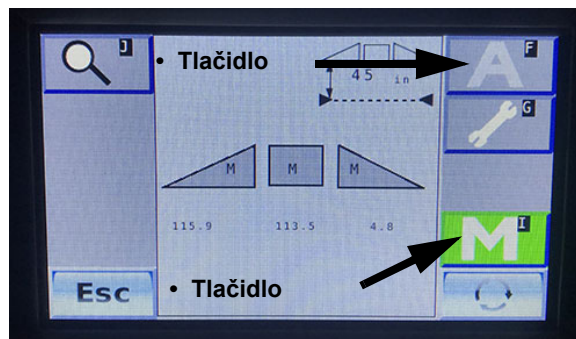 J
• Tlačidlo
F
A
45 in
G
M M M
115.9 113.5 4.8
I
M
Esc
• Tlačidlo